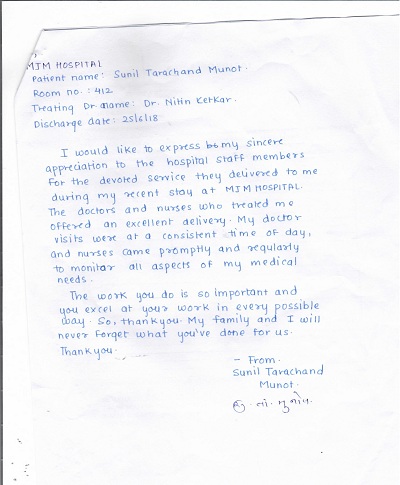 MJM HOSPITAL
Patient name: Sunil Tarachand Munot.
Room no.: 412
Treating Dr. name: Dr. Nitin Ketkar.
Discharge date: 25/6/18
I would like to express my sincere
appreciation to the hospital staff members
for the devoted service they delivered to me
during my recent stay at MJM HOSPITAL.
The doctors and nurses who treated me
offered an excellent delivery. My doctor
visits were at a consistent time of day,
and nurses came promptly and regularly
to monitor all aspects of my medical
needs.
The work you do is so important and
you excel at your work in every possible
way. So, thank you. My family and I will
never forget what you've done for us.
Thank you.
- From.
Sunil Tarachand
Munot.